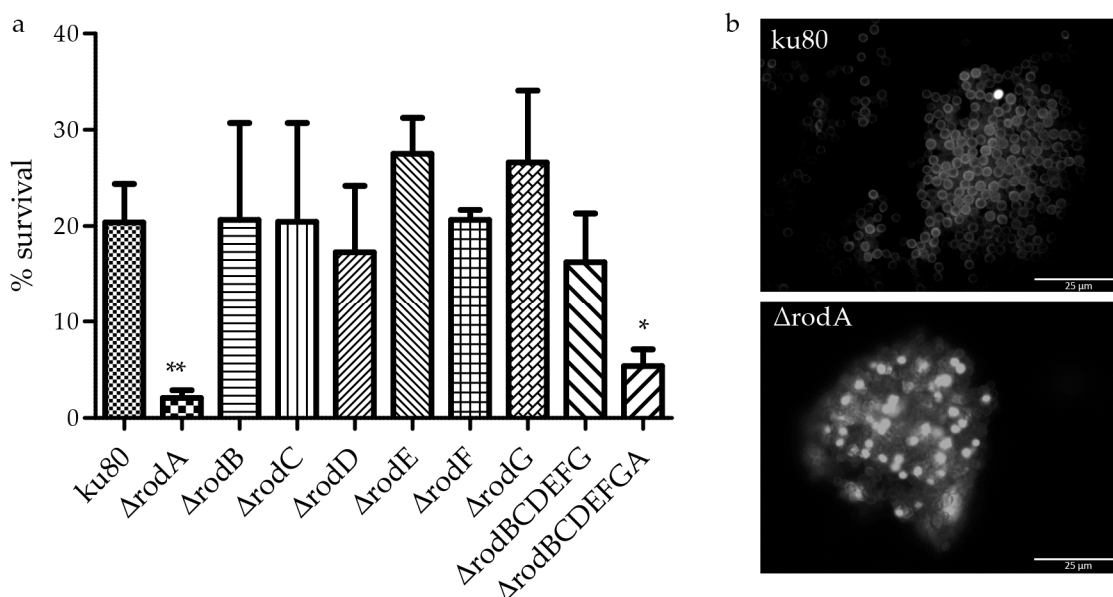 a
% survival
40
30
20
10
0
**
*
ku80
ΔrodA
ΔrodB
ΔrodC
ΔrodD
ΔrodE
ΔrodF
ΔrodG
ΔrodBCDEFG
ΔrodBCDEFGA
b
ku80
25 µm
ΔrodA
25 µm